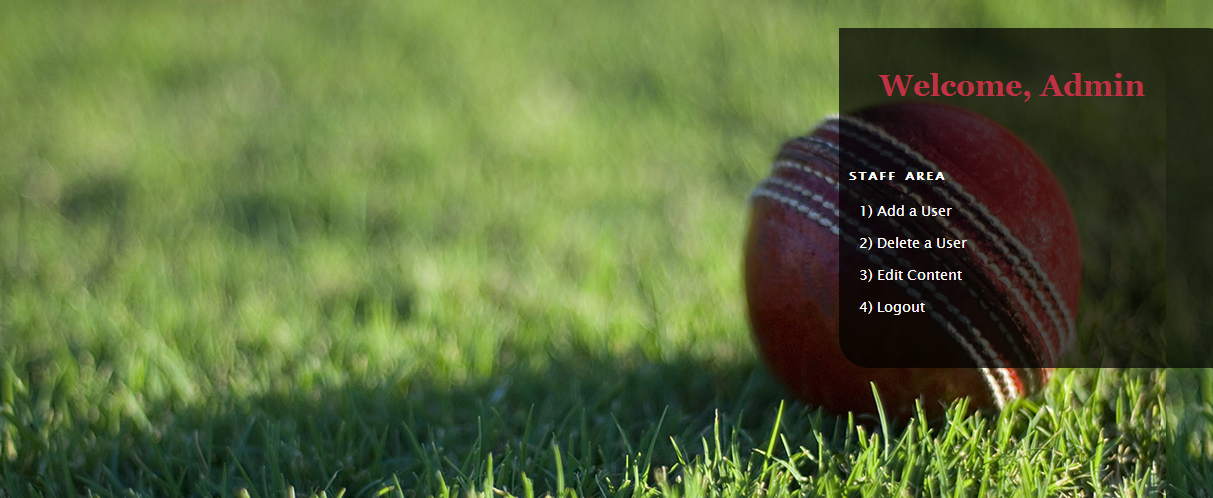 Welcome, Admin
STAFF AREA
1) Add a User
2) Delete a User
3) Edit Content
4) Logout